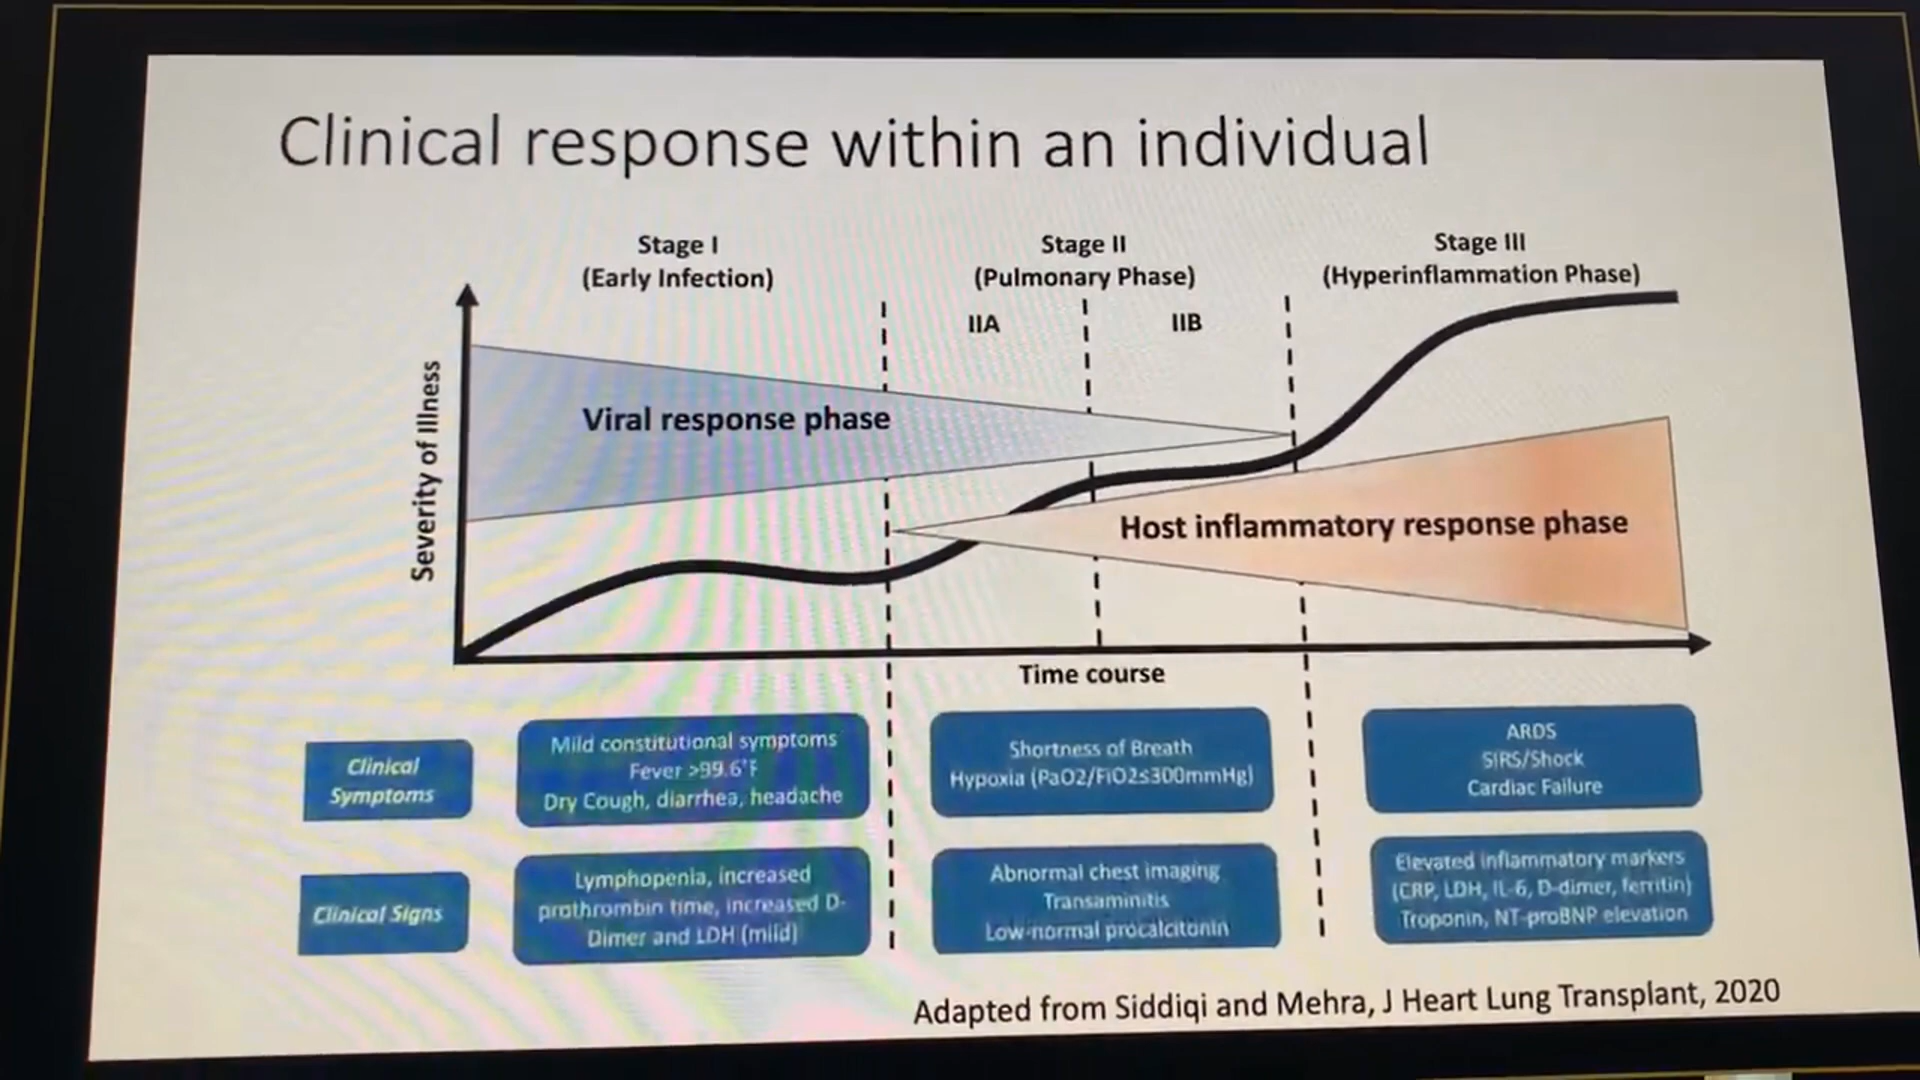 Clinical response within an individual
Stage I
(Early Infection)
Stage II
(Pulmonary Phase)
Stage III
(Hyperinflammation Phase)
IIA
IIB
Severity of Illness
Viral response phase
Host inflammatory response phase
Time course
Clinical
Symptoms
Mild constitutional symptoms
Fever >99.6°F
Dry Cough, diarrhea, headache
Shortness of Breath
Hypoxia (PaO2/FiO2≤300mmHg)
ARDS
SIRS/Shock
Cardiac Failure
Clinical Signs
Lymphopenia, increased
prothrombin time, increased D-
Dimer and LDH (mild)
Abnormal chest imaging
Transaminitis
Low-normal procalcitonin
Elevated inflammatory markers
(CRP, LDH, IL-6, D-dimer, ferritin)
Troponin, NT-proBNP elevation
Adapted from Siddiqi and Mehra, J Heart Lung Transplant, 2020